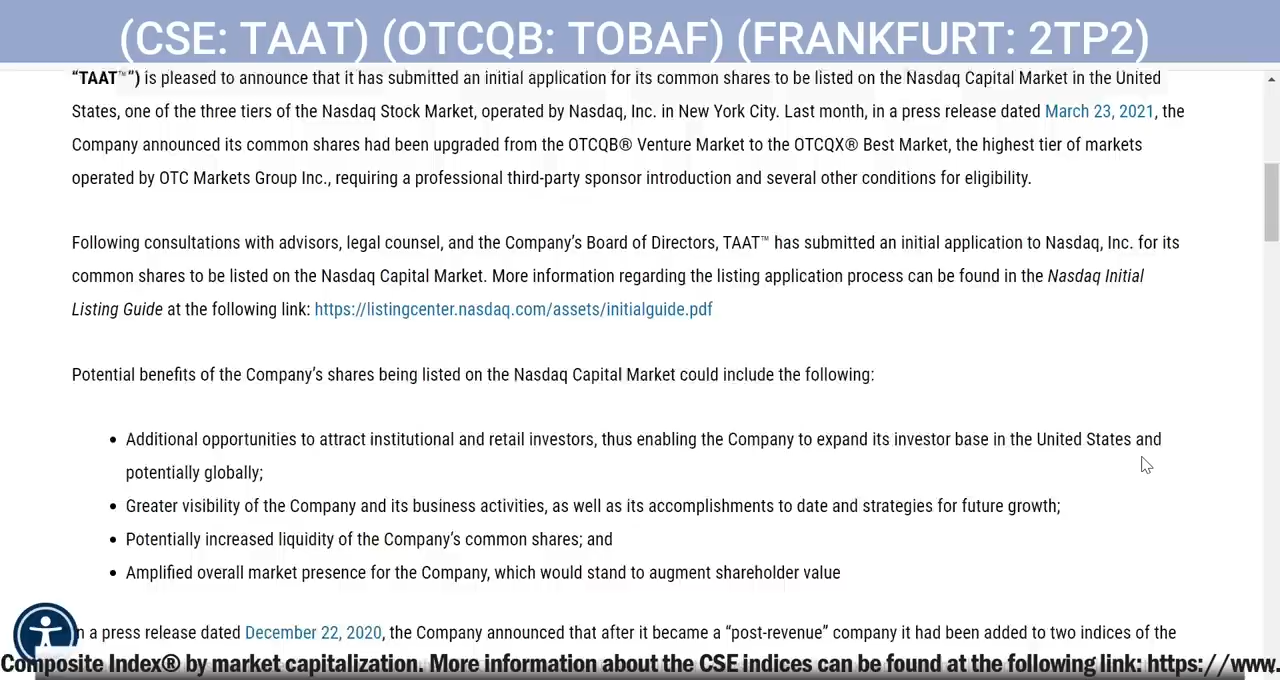 (CSE: TAAT) (OTCQB: TOBAF) (FRANKFURT: 2TP2)
“TAAT™”) is pleased to announce that it has submitted an initial application for its common shares to be listed on the Nasdaq Capital Market in the United
States, one of the three tiers of the Nasdaq Stock Market, operated by Nasdaq, Inc. in New York City. Last month, in a press release dated March 23, 2021, the
Company announced its common shares had been upgraded from the OTCQB® Venture Market to the OTCQX® Best Market, the highest tier of markets
operated by OTC Markets Group Inc., requiring a professional third-party sponsor introduction and several other conditions for eligibility.
Following consultations with advisors, legal counsel, and the Company’s Board of Directors, TAAT™ has submitted an initial application to Nasdaq, Inc. for its
common shares to be listed on the Nasdaq Capital Market. More information regarding the listing application process can be found in the Nasdaq Initial
Listing Guide at the following link: https://listingcenter.nasdaq.com/assets/initialguide.pdf
Potential benefits of the Company’s shares being listed on the Nasdaq Capital Market could include the following:
• Additional opportunities to attract institutional and retail investors, thus enabling the Company to expand its investor base in the United States and
potentially globally;
• Greater visibility of the Company and its business activities, as well as its accomplishments to date and strategies for future growth;
• Potentially increased liquidity of the Company’s common shares; and
• Amplified overall market presence for the Company, which would stand to augment shareholder value
In a press release dated December 22, 2020, the Company announced that after it became a “post-revenue” company it had been added to two indices of the
Composite Index® by market capitalization. More information about the CSE indices can be found at the following link: https://www.